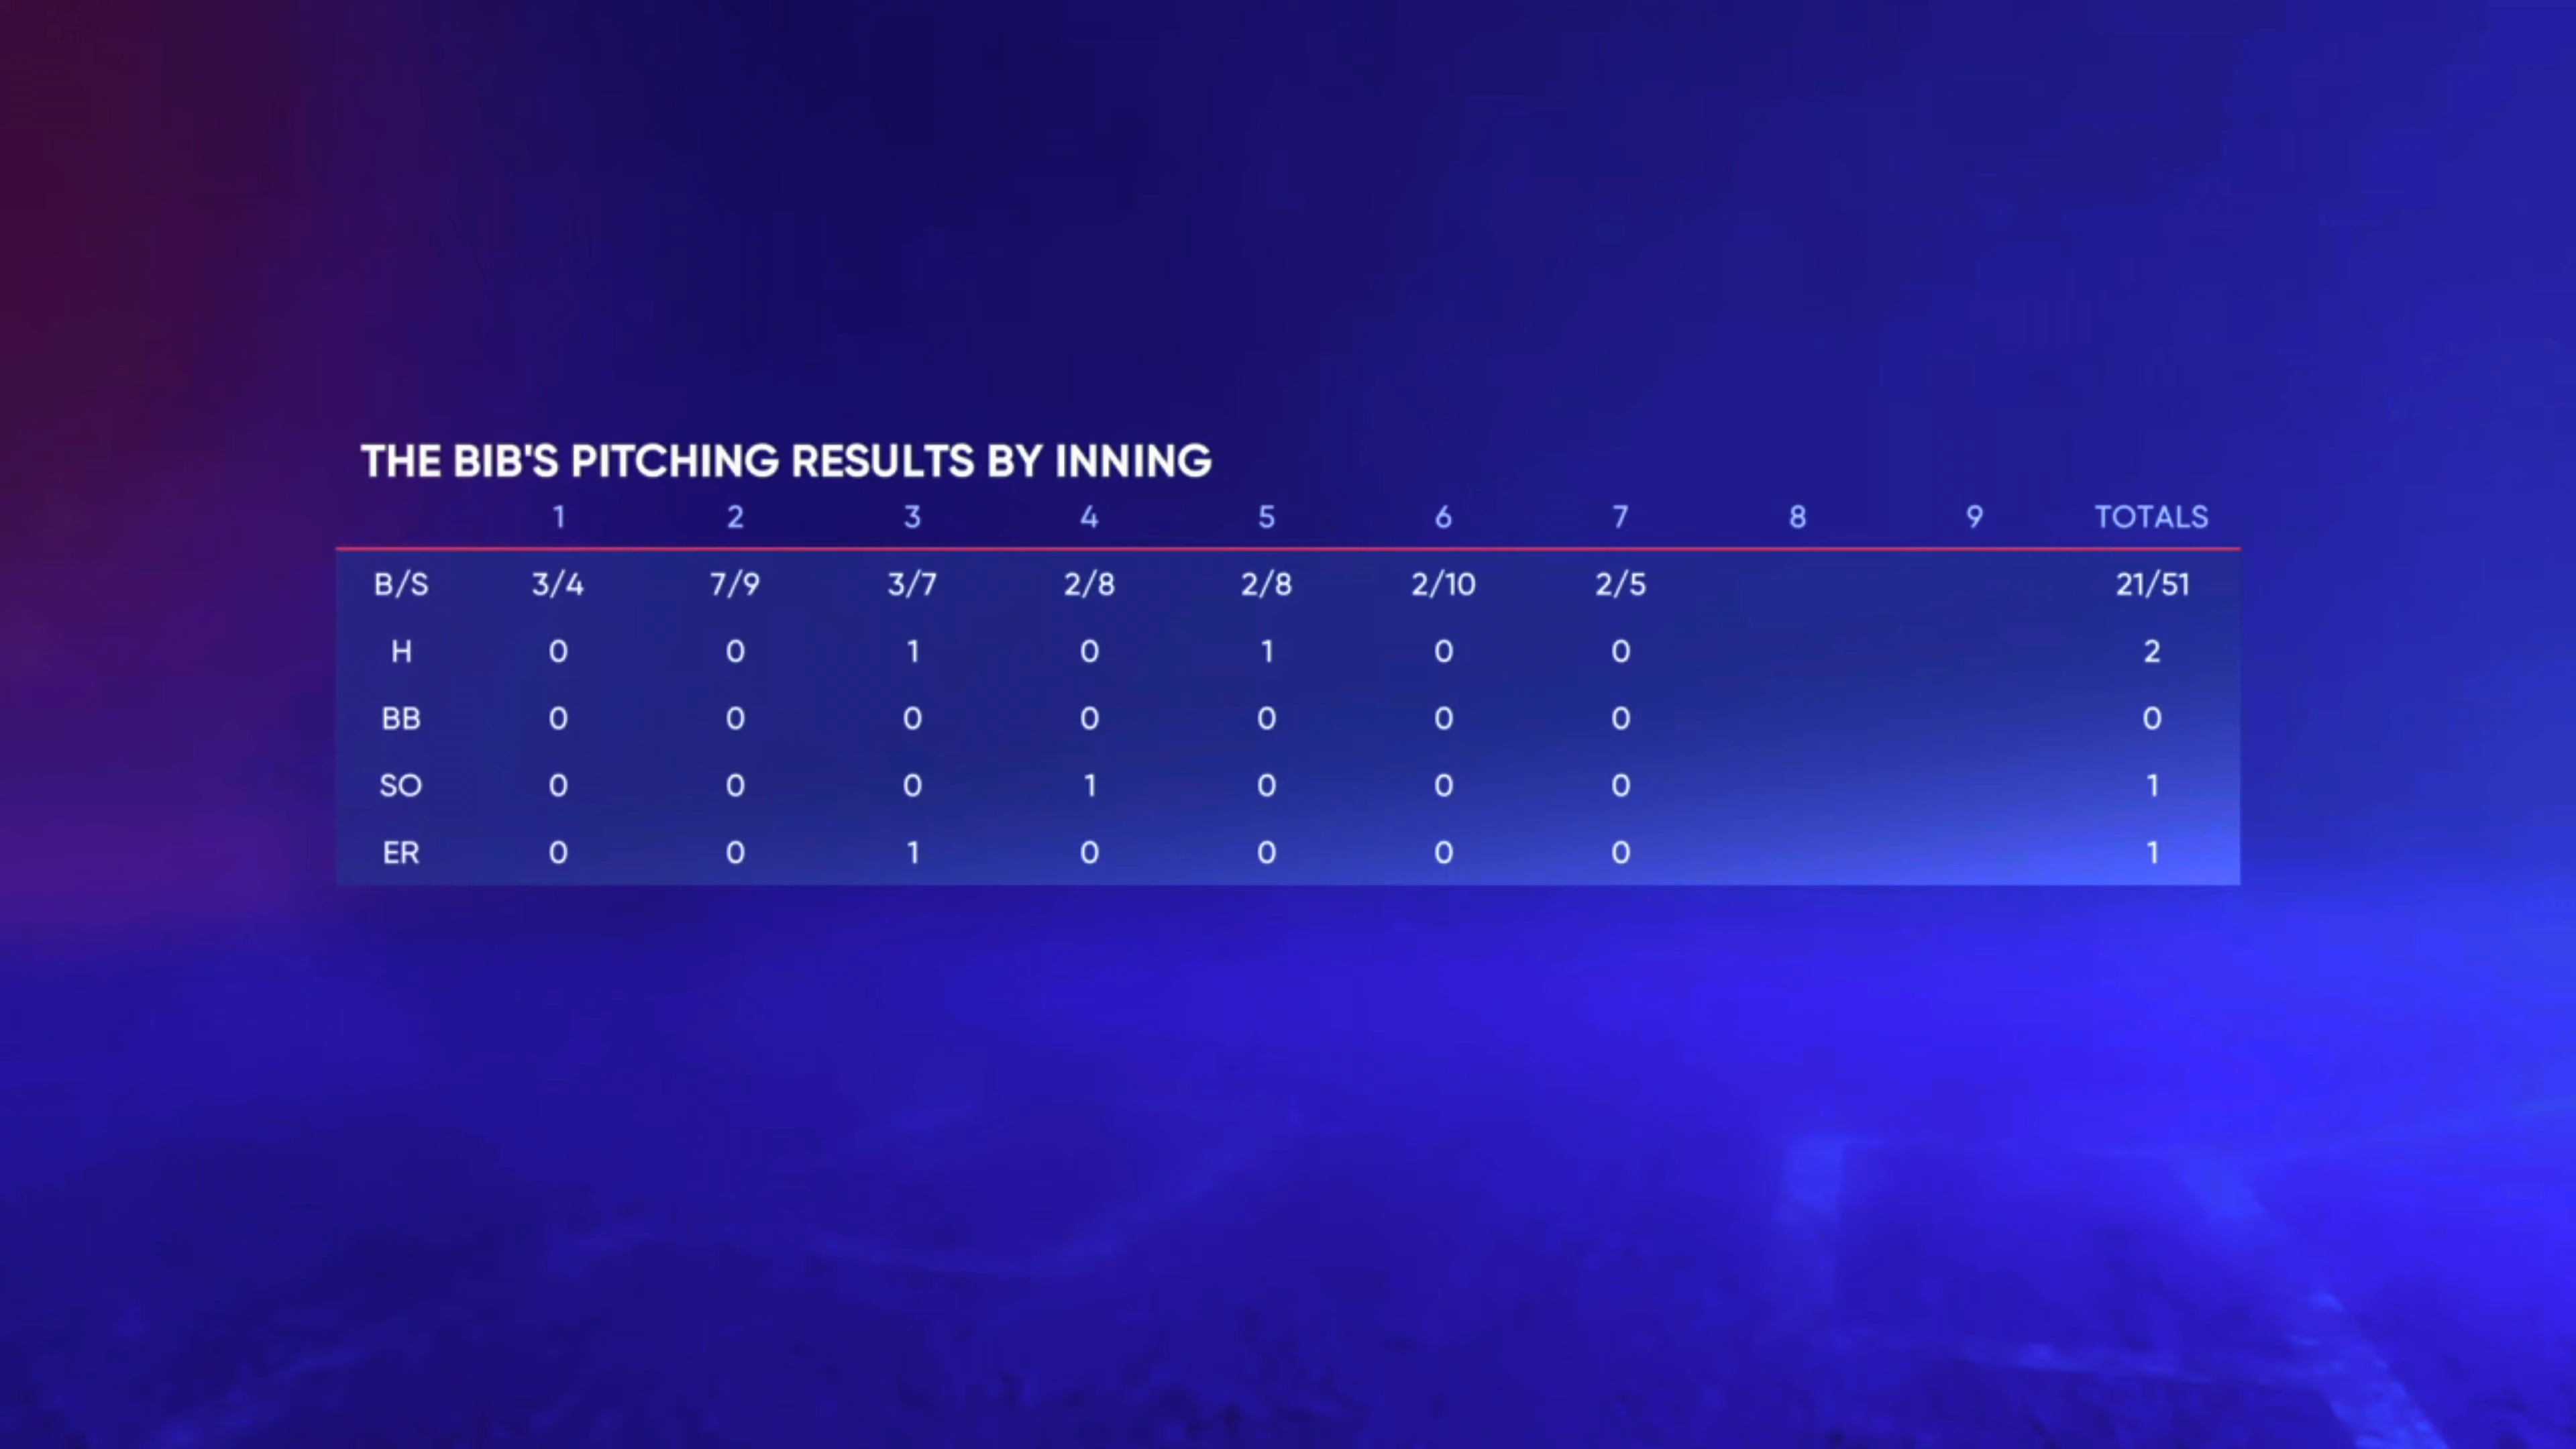 THE BIB'S PITCHING RESULTS BY INNING
1 2 3 4 5 6 7 8 9 TOTALS
B/S 3/4 7/9 3/7 2/8 2/8 2/10 2/5 21/51
H 0 0 1 0 1 0 0 2
BB 0 0 0 0 0 0 0 0
SO 0 0 0 1 0 0 0 1
ER 0 0 1 0 0 0 0 1